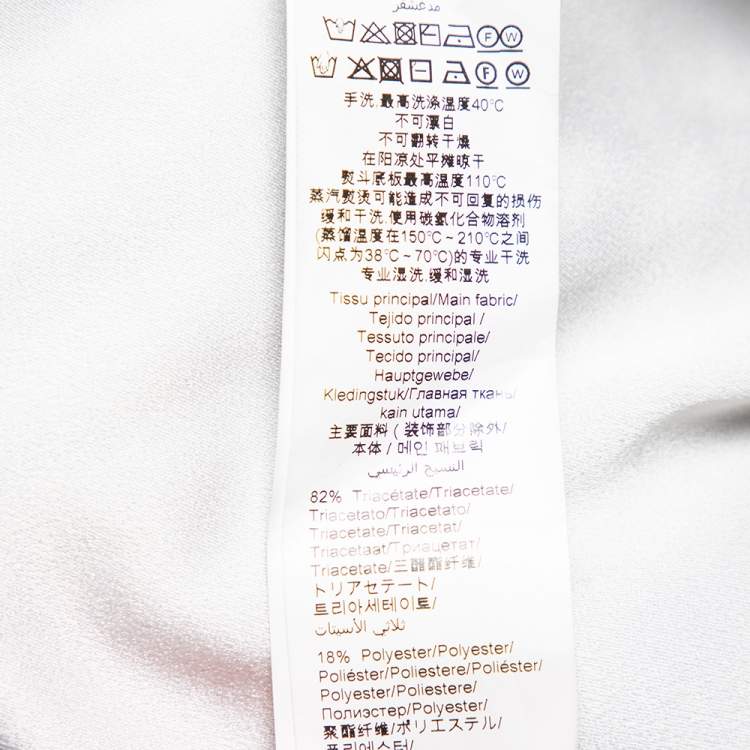 手洗.最高洗涤温度40°C
不可漂白
不可翻转干燥
在阳凉处平摊晾干
熨斗底板最高温度110°C
蒸汽熨烫可能造成不可回复的损伤
缓和干洗.使用碳氢化合物溶剂
(蒸馏温度在150°C~210°C之间
闪点为38°C~70°C)的专业干洗
专业湿洗.缓和湿洗
Tissu principal/Main fabric/
Tejido principal /
Tessuto principale/
Tecido principal/
Hauptgewebe/
Kledingstuk/Главная ткань/
kain utama/
主要面料 ( 装饰部分除外/
本体 / 메인 패브릭
النسيج الرئيسي
82% Triacétate/Triacetate/
Triacetato/Triacetato/
Triacetate/Triacetat/
Triacetaat/Триацетат/
Triacetate/三醋酯纤维/
トリアセテート/
트리아세테이트/
ثلاثي الأسيتات
18% Polyester/Polyester/
Poliéster/Poliestere/Poliéster/
Polyester/Poliestere/
Полиэстер/Polyester/
聚酯纤维/ポリエステル/
폴리에스터/